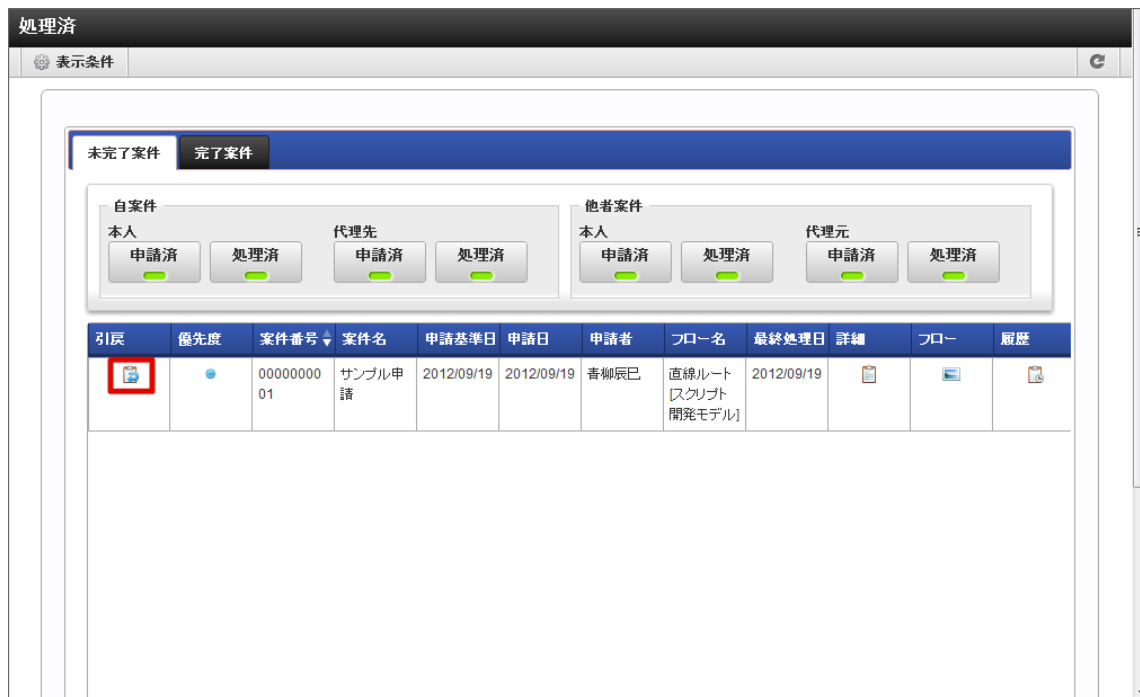 処理済
表示条件
未完了案件 完了案件
自案件 他者案件
本人 代理先 本人 代理元
申請済 処理済 申請済 処理済 申請済 処理済 申請済 処理済
引戻 優先度 案件番号 案件名 申請基準日 申請日 申請者 フロー名 最終処理日 詳細 フロー 履歴
00000000 サンプル申 2012/09/19 2012/09/19 青柳辰巳 直線ルート 2012/09/19
01 請 [スクリプト
開発モデル]